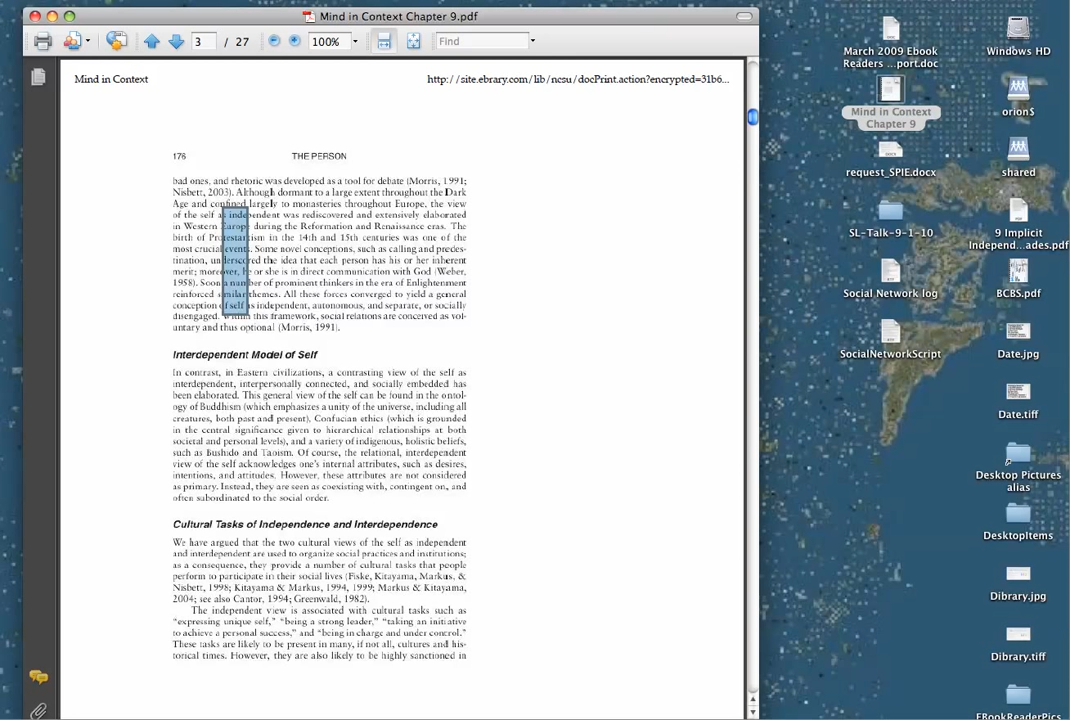 Mind in Context Chapter 9.pdf
3 / 27 100% Find
Mind in Context http://site.ebrary.com/lib/ncsu/docPrint.action?encrypted=31b6...
176 THE PERSON
bad ones, and rhetoric was developed as a tool for debate (Morris, 1991;
Nisbett, 2003). Although dormant to a large extent throughout the Dark
Age and confined largely to monasteries throughout Europe, the view
of the self as independent was rediscovered and extensively elaborated
in Western Europe during the Reformation and Renaissance eras. The
birth of Protestantism in the 14th and 15th centuries was one of the
most crucial events. Some novel conceptions, such as calling and predes-
tination, underscored the idea that each person has his or her inherent
merit; moreover, he or she is in direct communication with God (Weber,
1958). Soon a number of prominent thinkers in the era of Enlightenment
reinforced similar themes. All these forces converged to yield a general
conception of self as independent, autonomous, and separate, or socially
disengaged. Within this framework, social relations are conceived as vol-
untary and thus optional (Morris, 1991).
Interdependent Model of Self
In contrast, in Eastern civilizations, a contrasting view of the self as
interdependent, interpersonally connected, and socially embedded has
been elaborated. This general view of the self can be found in the ontol-
ogy of Buddhism (which emphasizes a unity of the universe, including all
creatures, both past and present), Confucian ethics (which is grounded
in the central significance given to hierarchical relationships at both
societal and personal levels), and a variety of indigenous, holistic beliefs,
such as Bushido and Taoism. Of course, the relational, interdependent
view of the self acknowledges one's internal attributes, such as desires,
intentions, and attitudes. However, these attributes are not considered
as primary. Instead, they are seen as coexisting with, contingent on, and
often subordinated to the social order.
Cultural Tasks of Independence and Interdependence
We have argued that the two cultural views of the self as independent
and interdependent are used to organize social practices and institutions;
as a consequence, they provide a number of cultural tasks that people
perform to participate in their social lives (Fiske, Kitayama, Markus, &
Nisbett, 1998; Kitayama & Markus, 1994, 1999; Markus & Kitayama,
2004; see also Cantor, 1994; Greenwald, 1982).
The independent view is associated with cultural tasks such as
“expressing unique self,” “being a strong leader,” “taking an initiative
to achieve a personal success,” and “being in charge and under control.”
These tasks are likely to be present in many, if not all, cultures and his-
torical times. However, they are also likely to be highly sanctioned in
March 2009 Ebook
Readers ...port.doc
Mind in Context
Chapter 9
request_SPIE.docx
SL-Talk-9-1-10
Social Network log
SocialNetworkScript
Windows HD
orion$
shared
9 Implicit
Independ...ades.pdf
BCBS.pdf
Date.jpg
Date.tiff
Desktop Pictures
alias
DesktopItems
Dibrary.jpg
Dibrary.tiff
EBookReaderPics